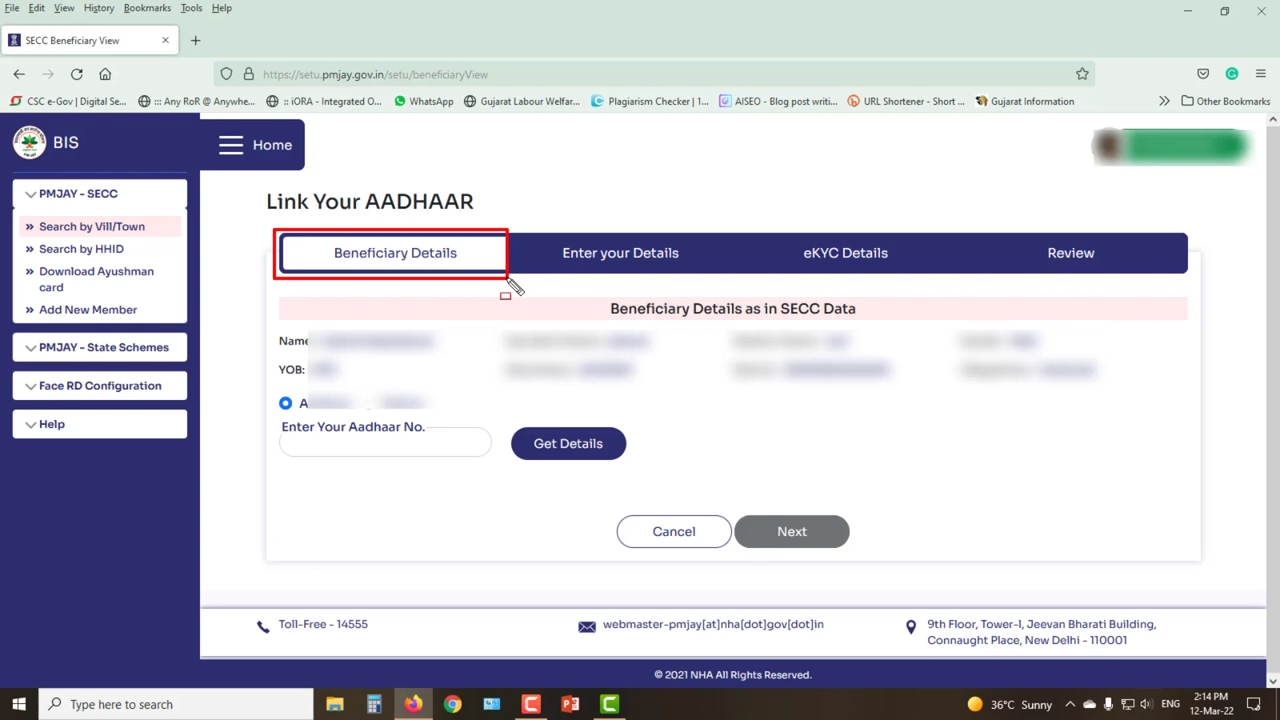 File Edit View History Bookmarks Tools Help
SECC Beneficiary View
https://setu.pmjay.gov.in/setu/beneficiaryView
CSC e-Gov | Digital Se... ::: Any RoR @ Anywhe... :: iORA - Integrated O... WhatsApp Gujarat Labour Welfar... Plagiarism Checker | 1... AISEO - Blog post writi... URL Shortener - Short ... Gujarat Information Other Bookmarks
BIS
Home
PMJAY - SECC
Search by Vill/Town
Search by HHID
Download Ayushman
card
Add New Member
PMJAY - State Schemes
Face RD Configuration
Help
Link Your AADHAAR
Beneficiary Details Enter your Details eKYC Details Review
Beneficiary Details as in SECC Data
Name
YOB:
Enter Your Aadhaar No.
Get Details
Cancel Next
Toll-Free - 14555
webmaster-pmjay[at]nha[dot]gov[dot]in
9th Floor, Tower-l, Jeevan Bharati Building,
Connaught Place, New Delhi - 110001
© 2021 NHA All Rights Reserved.
Type here to search
36°C Sunny
ENG
2:14 PM
12-Mar-22